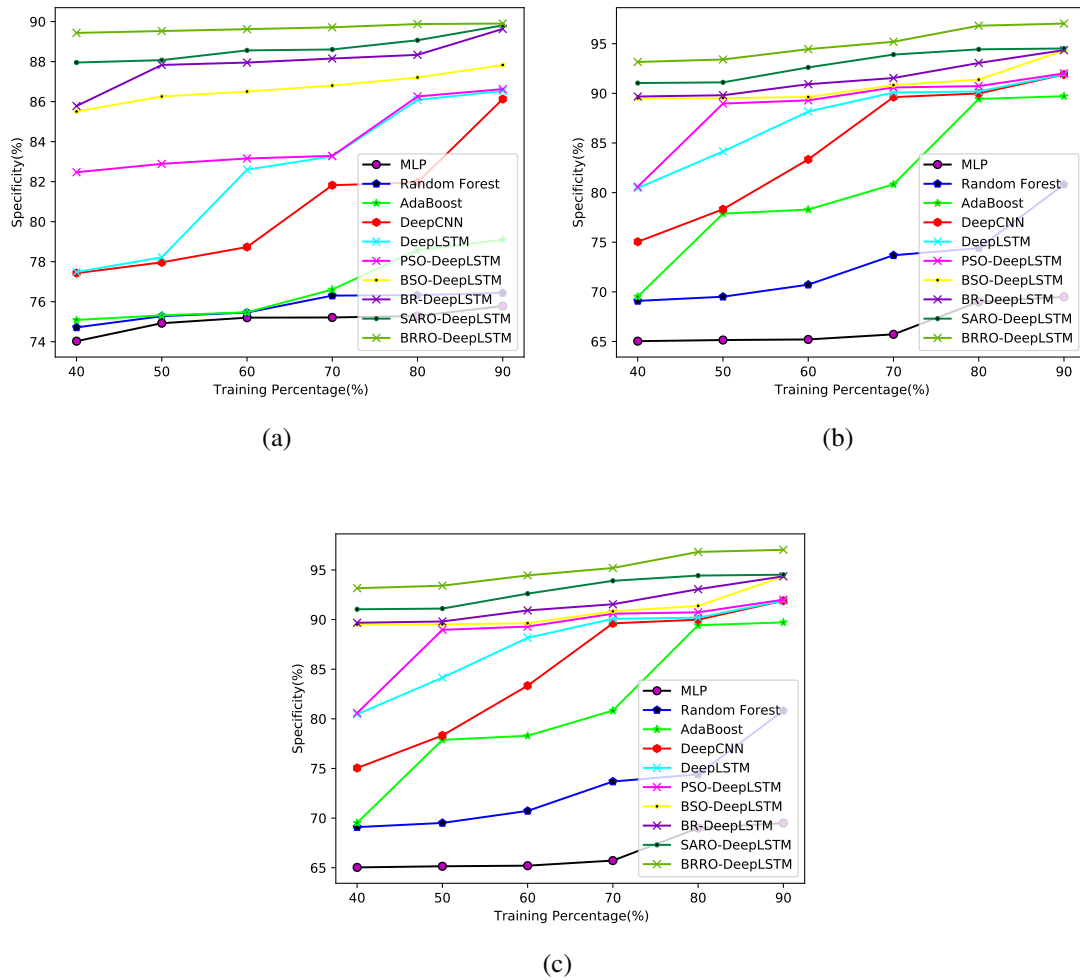 90
88
86
84
82
80
78
76
74
Specificity(%)
MLP
Random Forest
AdaBoost
DeepCNN
DeepLSTM
PSO-DeepLSTM
BSO-DeepLSTM
BR-DeepLSTM
SARO-DeepLSTM
BRRO-DeepLSTM
40 50 60 70 80 90
Training Percentage(%)
(a)
95
90
85
80
75
70
65
Specificity(%)
MLP
Random Forest
AdaBoost
DeepCNN
DeepLSTM
PSO-DeepLSTM
BSO-DeepLSTM
BR-DeepLSTM
SARO-DeepLSTM
BRRO-DeepLSTM
40 50 60 70 80 90
Training Percentage(%)
(b)
95
90
85
80
75
70
65
Specificity(%)
MLP
Random Forest
AdaBoost
DeepCNN
DeepLSTM
PSO-DeepLSTM
BSO-DeepLSTM
BR-DeepLSTM
SARO-DeepLSTM
BRRO-DeepLSTM
40 50 60 70 80 90
Training Percentage(%)
(c)